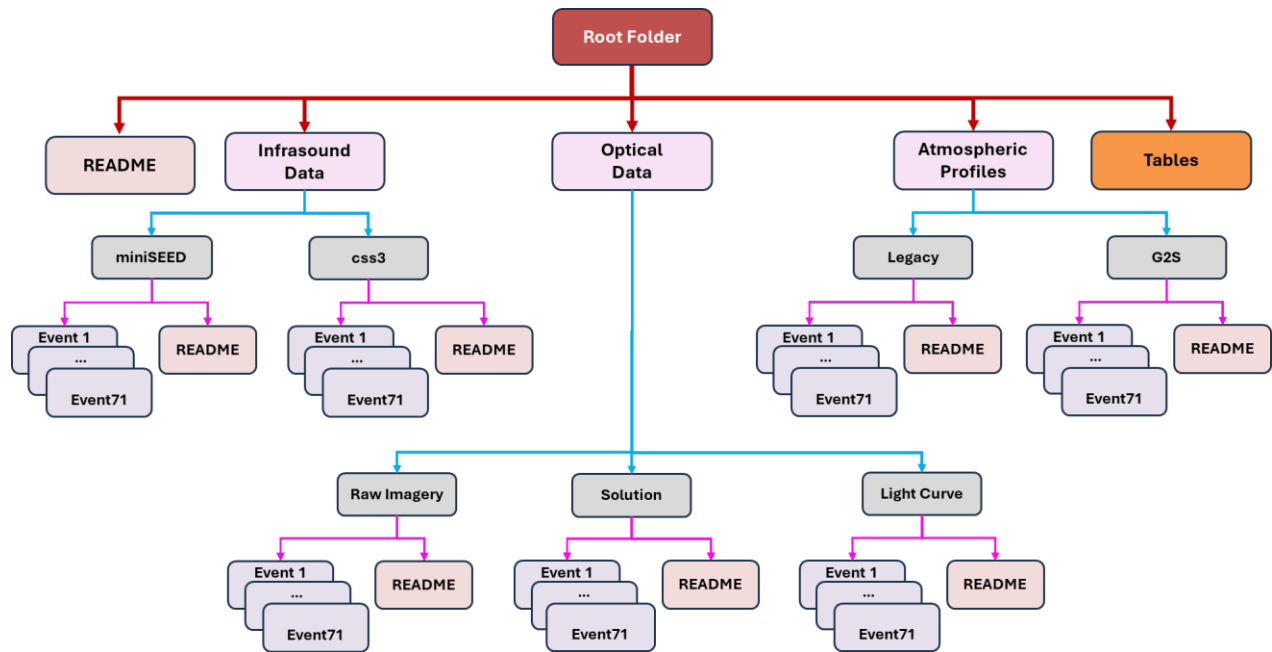 Root Folder
README
Infrasound
Data
Optical
Data
Atmospheric
Profiles
Tables
miniSEED
css3
Legacy
G2S
Event 1
...
Event71
README
Event 1
...
Event71
README
Event 1
...
Event71
README
Event 1
...
Event71
README
Raw Imagery
Solution
Light Curve
Event 1
...
Event71
README
Event 1
...
Event71
README
Event 1
...
Event71
README